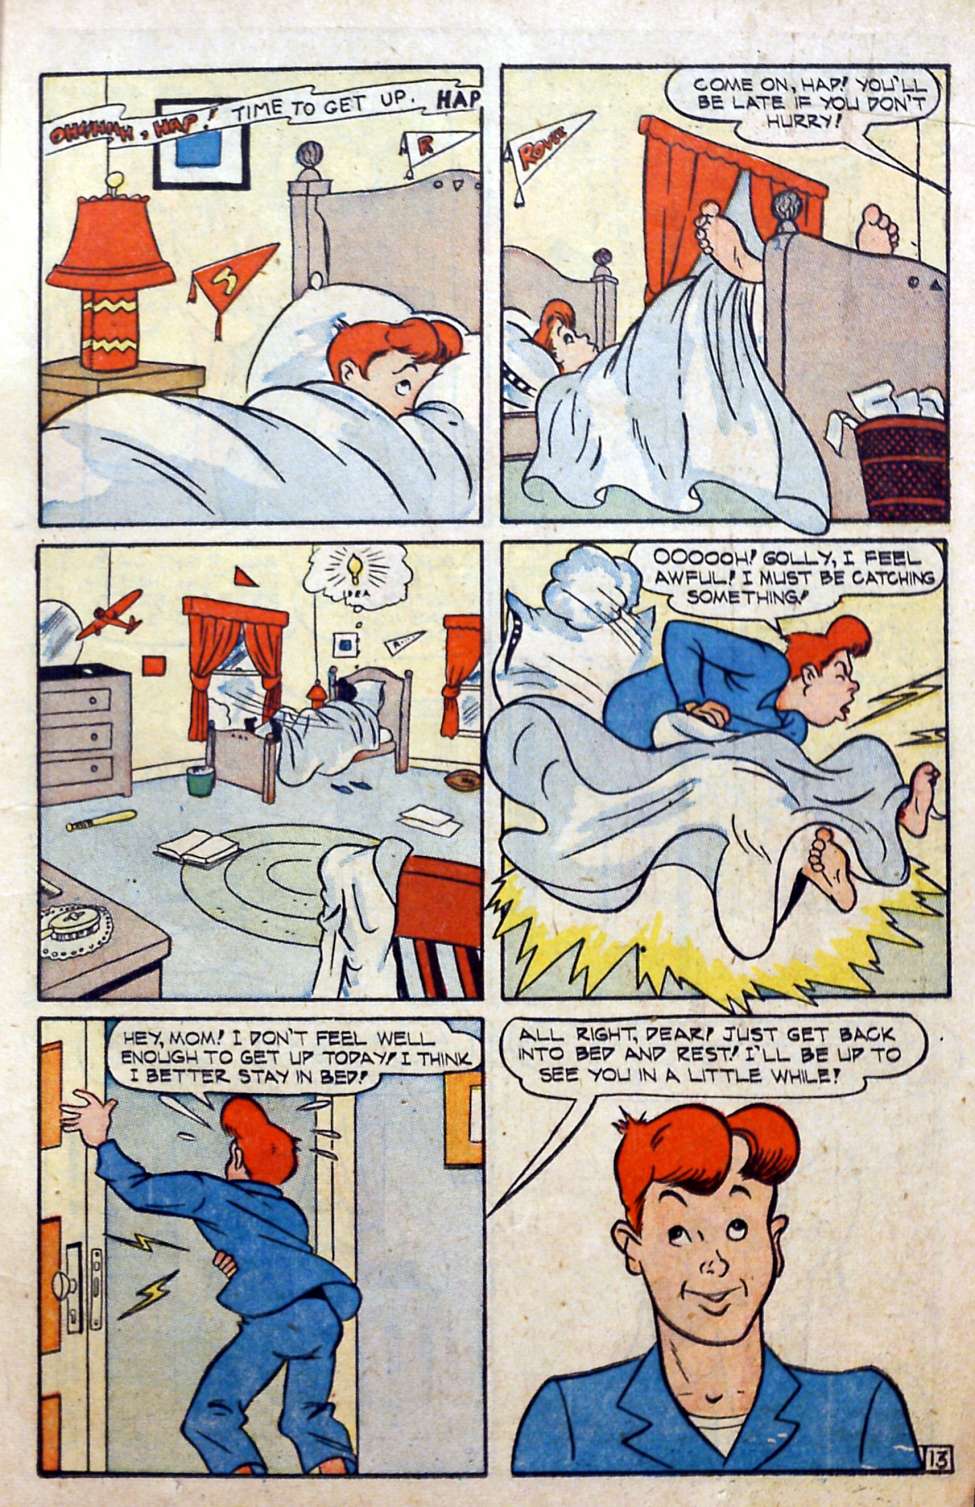 OHHHHH, HAP! TIME TO GET UP. HAP
R
S
COME ON, HAP! YOU'LL
BE LATE IF YOU DON'T
HURRY!
IDEA
OOOOOH! GOLLY, I FEEL
AWFUL! I MUST BE CATCHING
SOMETHING!
HEY, MOM! I DON'T FEEL WELL
ENOUGH TO GET UP TODAY! I THINK
I BETTER STAY IN BED!
ALL RIGHT, DEAR! JUST GET BACK
INTO BED AND REST! I'LL BE UP TO
SEE YOU IN A LITTLE WHILE!
13